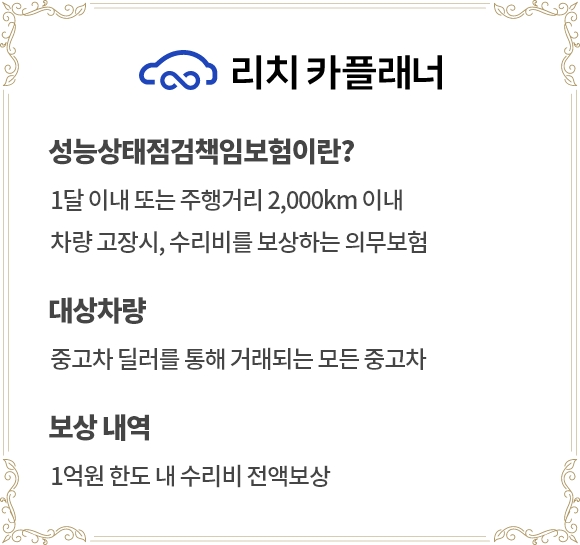 리치 카플래너
성능상태점검책임보험이란?
1달 이내 또는 주행거리 2,000km 이내
차량 고장시, 수리비를 보상하는 의무보험
대상차량
중고차 딜러를 통해 거래되는 모든 중고차
보상 내역
1억원 한도 내 수리비 전액보상